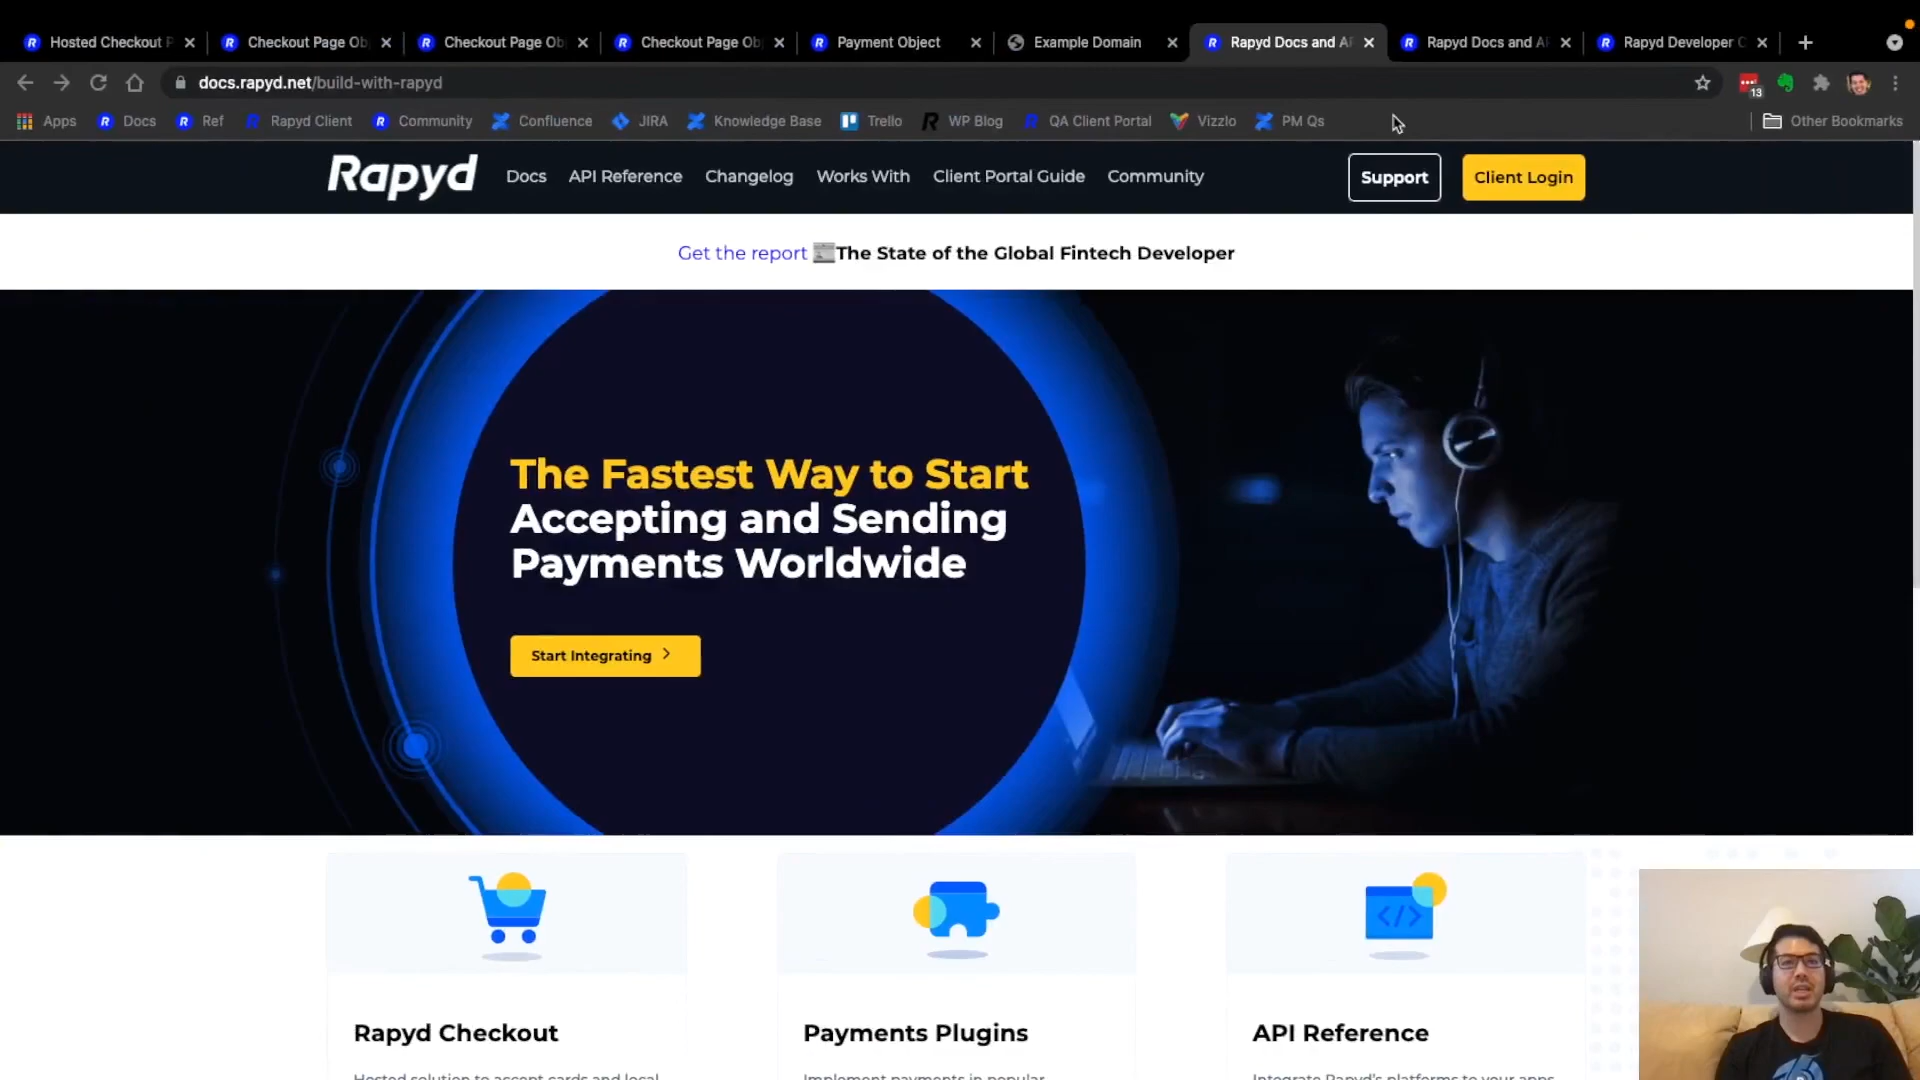 Hosted Checkout P
Checkout Page Ob
Checkout Page Ob
Checkout Page Ob
Payment Object
Example Domain
Rapyd Docs and A
Rapyd Docs and A
Rapyd Developer C
docs.rapyd.net/build-with-rapyd
13
Apps
Docs
Ref
Rapyd Client
Community
Confluence
JIRA
Knowledge Base
Trello
WP Blog
QA Client Portal
Vizzlo
PM Qs
Other Bookmarks
Rapyd
Docs
API Reference
Changelog
Works With
Client Portal Guide
Community
Support
Client Login
Get the report The State of the Global Fintech Developer
The Fastest Way to Start
Accepting and Sending
Payments Worldwide
Start Integrating
Rapyd Checkout
Payments Plugins
API Reference
Hosted solution to accept cards and local
Implement payments in popular
Integrate Rapyd's platforms to your apps